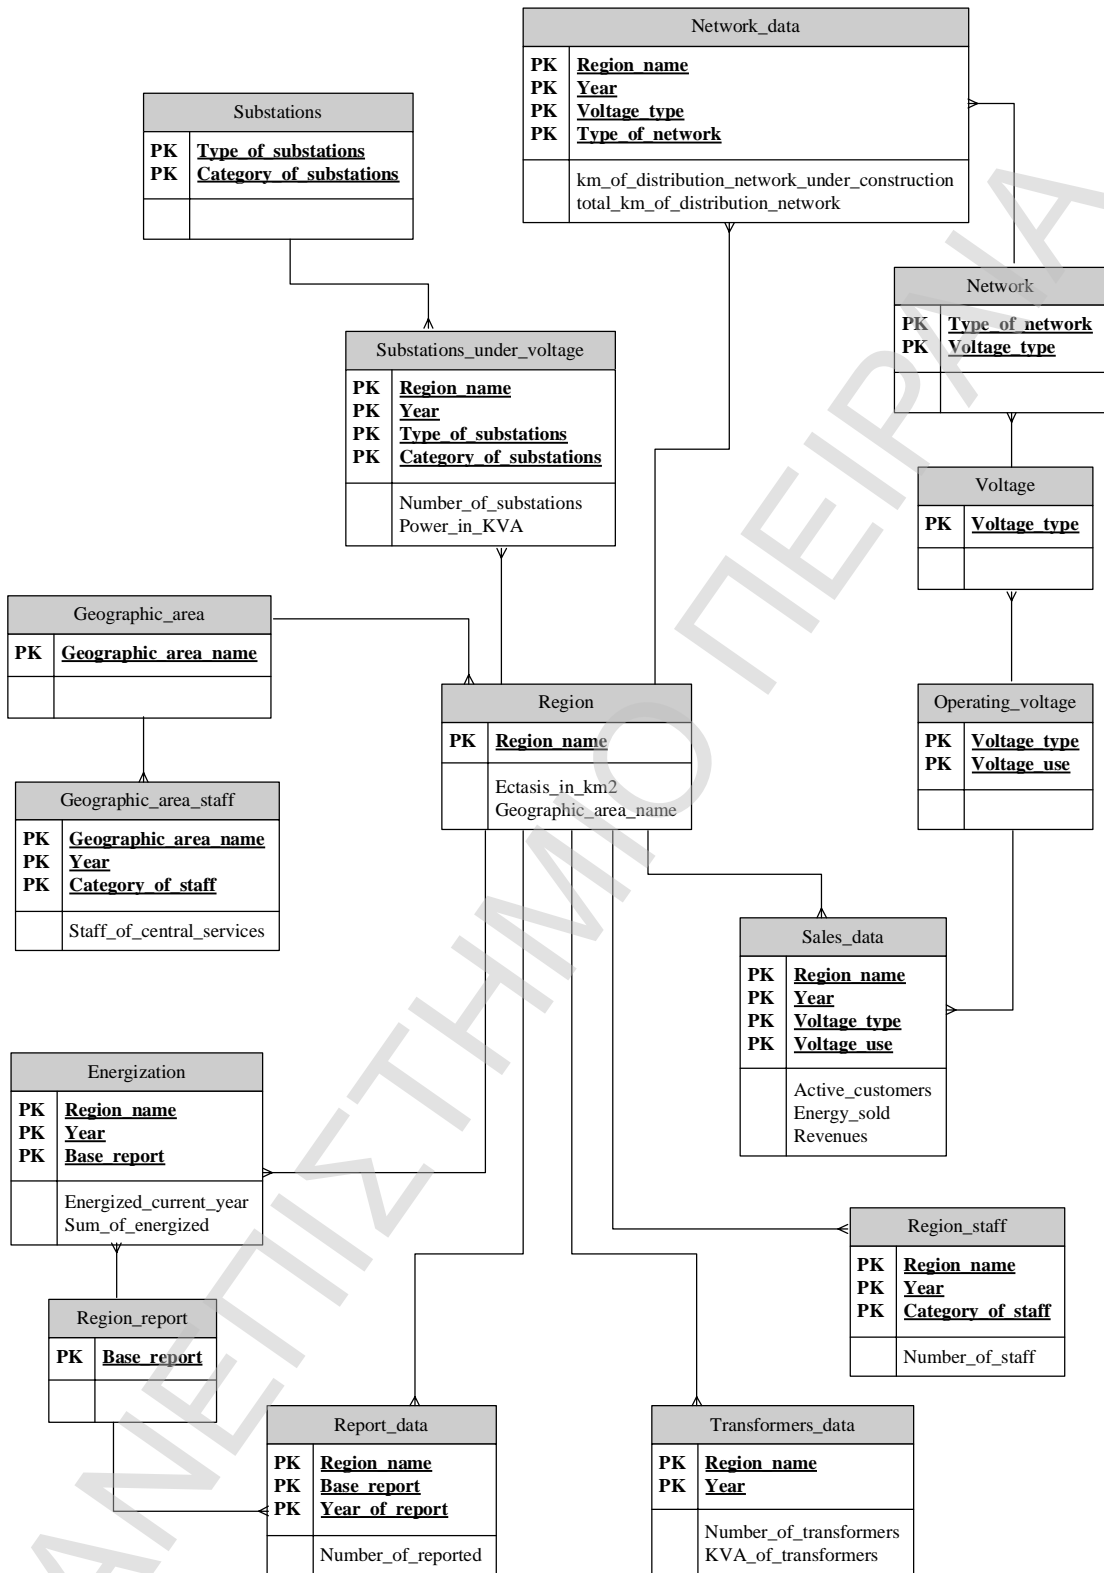 Network_data
PK Region_name
PK Year
PK Voltage_type
PK Type_of_network
km_of_distribution_network_under_construction
total_km_of_distribution_network
Substations
PK Type_of_substations
PK Category_of_substations
Network
PK Type_of_network
PK Voltage_type
Substations_under_voltage
PK Region_name
PK Year
PK Type_of_substations
PK Category_of_substations
Number_of_substations
Power_in_KVA
Voltage
PK Voltage_type
Geographic_area
PK Geographic_area_name
Region
PK Region_name
Ectasis_in_km2
Geographic_area_name
Operating_voltage
PK Voltage_type
PK Voltage_use
Geographic_area_staff
PK Geographic_area_name
PK Year
PK Category_of_staff
Staff_of_central_services
Sales_data
PK Region_name
PK Year
PK Voltage_type
PK Voltage_use
Active_customers
Energy_sold
Revenues
Energization
PK Region_name
PK Year
PK Base_report
Energized_current_year
Sum_of_energized
Region_staff
PK Region_name
PK Year
PK Category_of_staff
Number_of_staff
Region_report
PK Base_report
Report_data
PK Region_name
PK Base_report
PK Year_of_report
Number_of_reported
Transformers_data
PK Region_name
PK Year
Number_of_transformers
KVA_of_transformers
ΑΝΕΠΙΣΤΗΜΙΟ ΠΕΙΡΑΙΑ